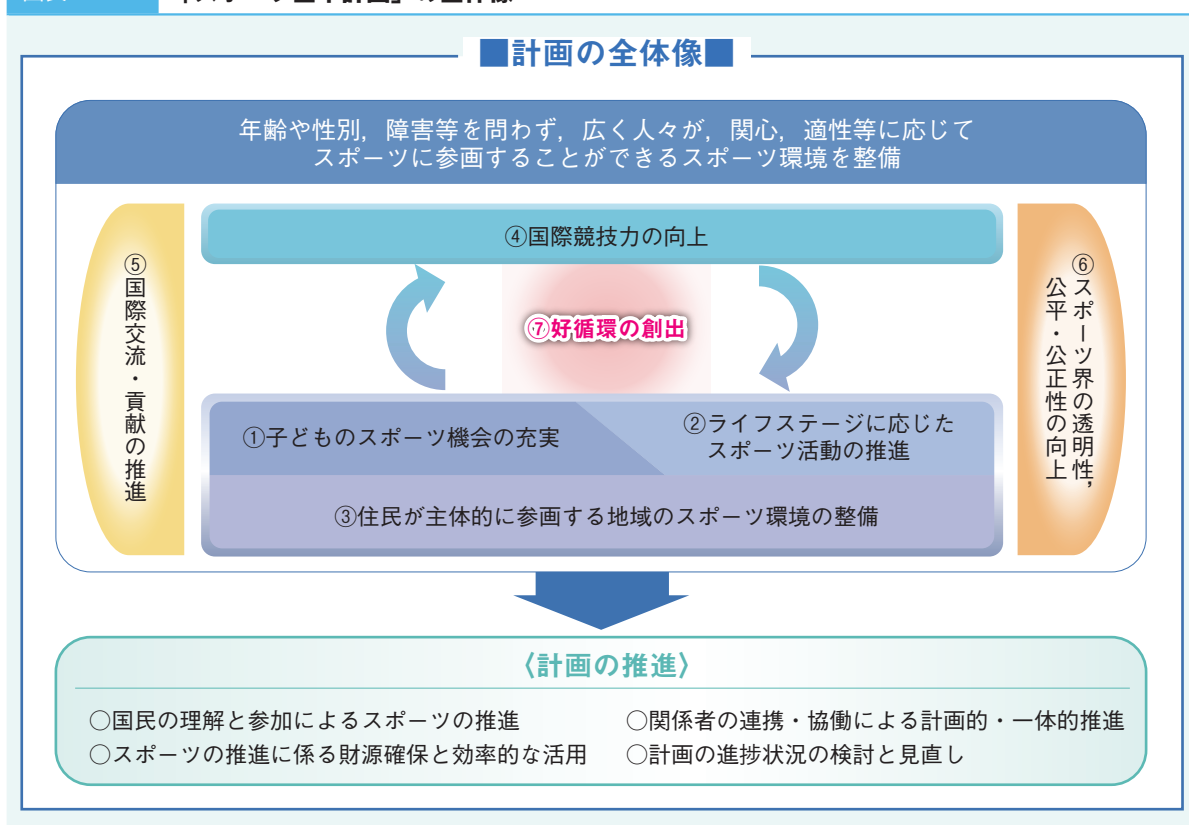 ■計画の全体像■
年齢や性別，障害等を問わず，広く人々が，関心，適性等に応じて
スポーツに参画することができるスポーツ環境を整備
④国際競技力の向上
⑤国際交流・貢献の推進
⑦好循環の創出
⑥スポーツ界の透明性，
公平・公正性の向上
①子どものスポーツ機会の充実
②ライフステージに応じた
スポーツ活動の推進
③住民が主体的に参画する地域のスポーツ環境の整備
〈計画の推進〉
○国民の理解と参加によるスポーツの推進
○関係者の連携・協働による計画的・一体的推進
○スポーツの推進に係る財源確保と効率的な活用
○計画の進捗状況の検討と見直し